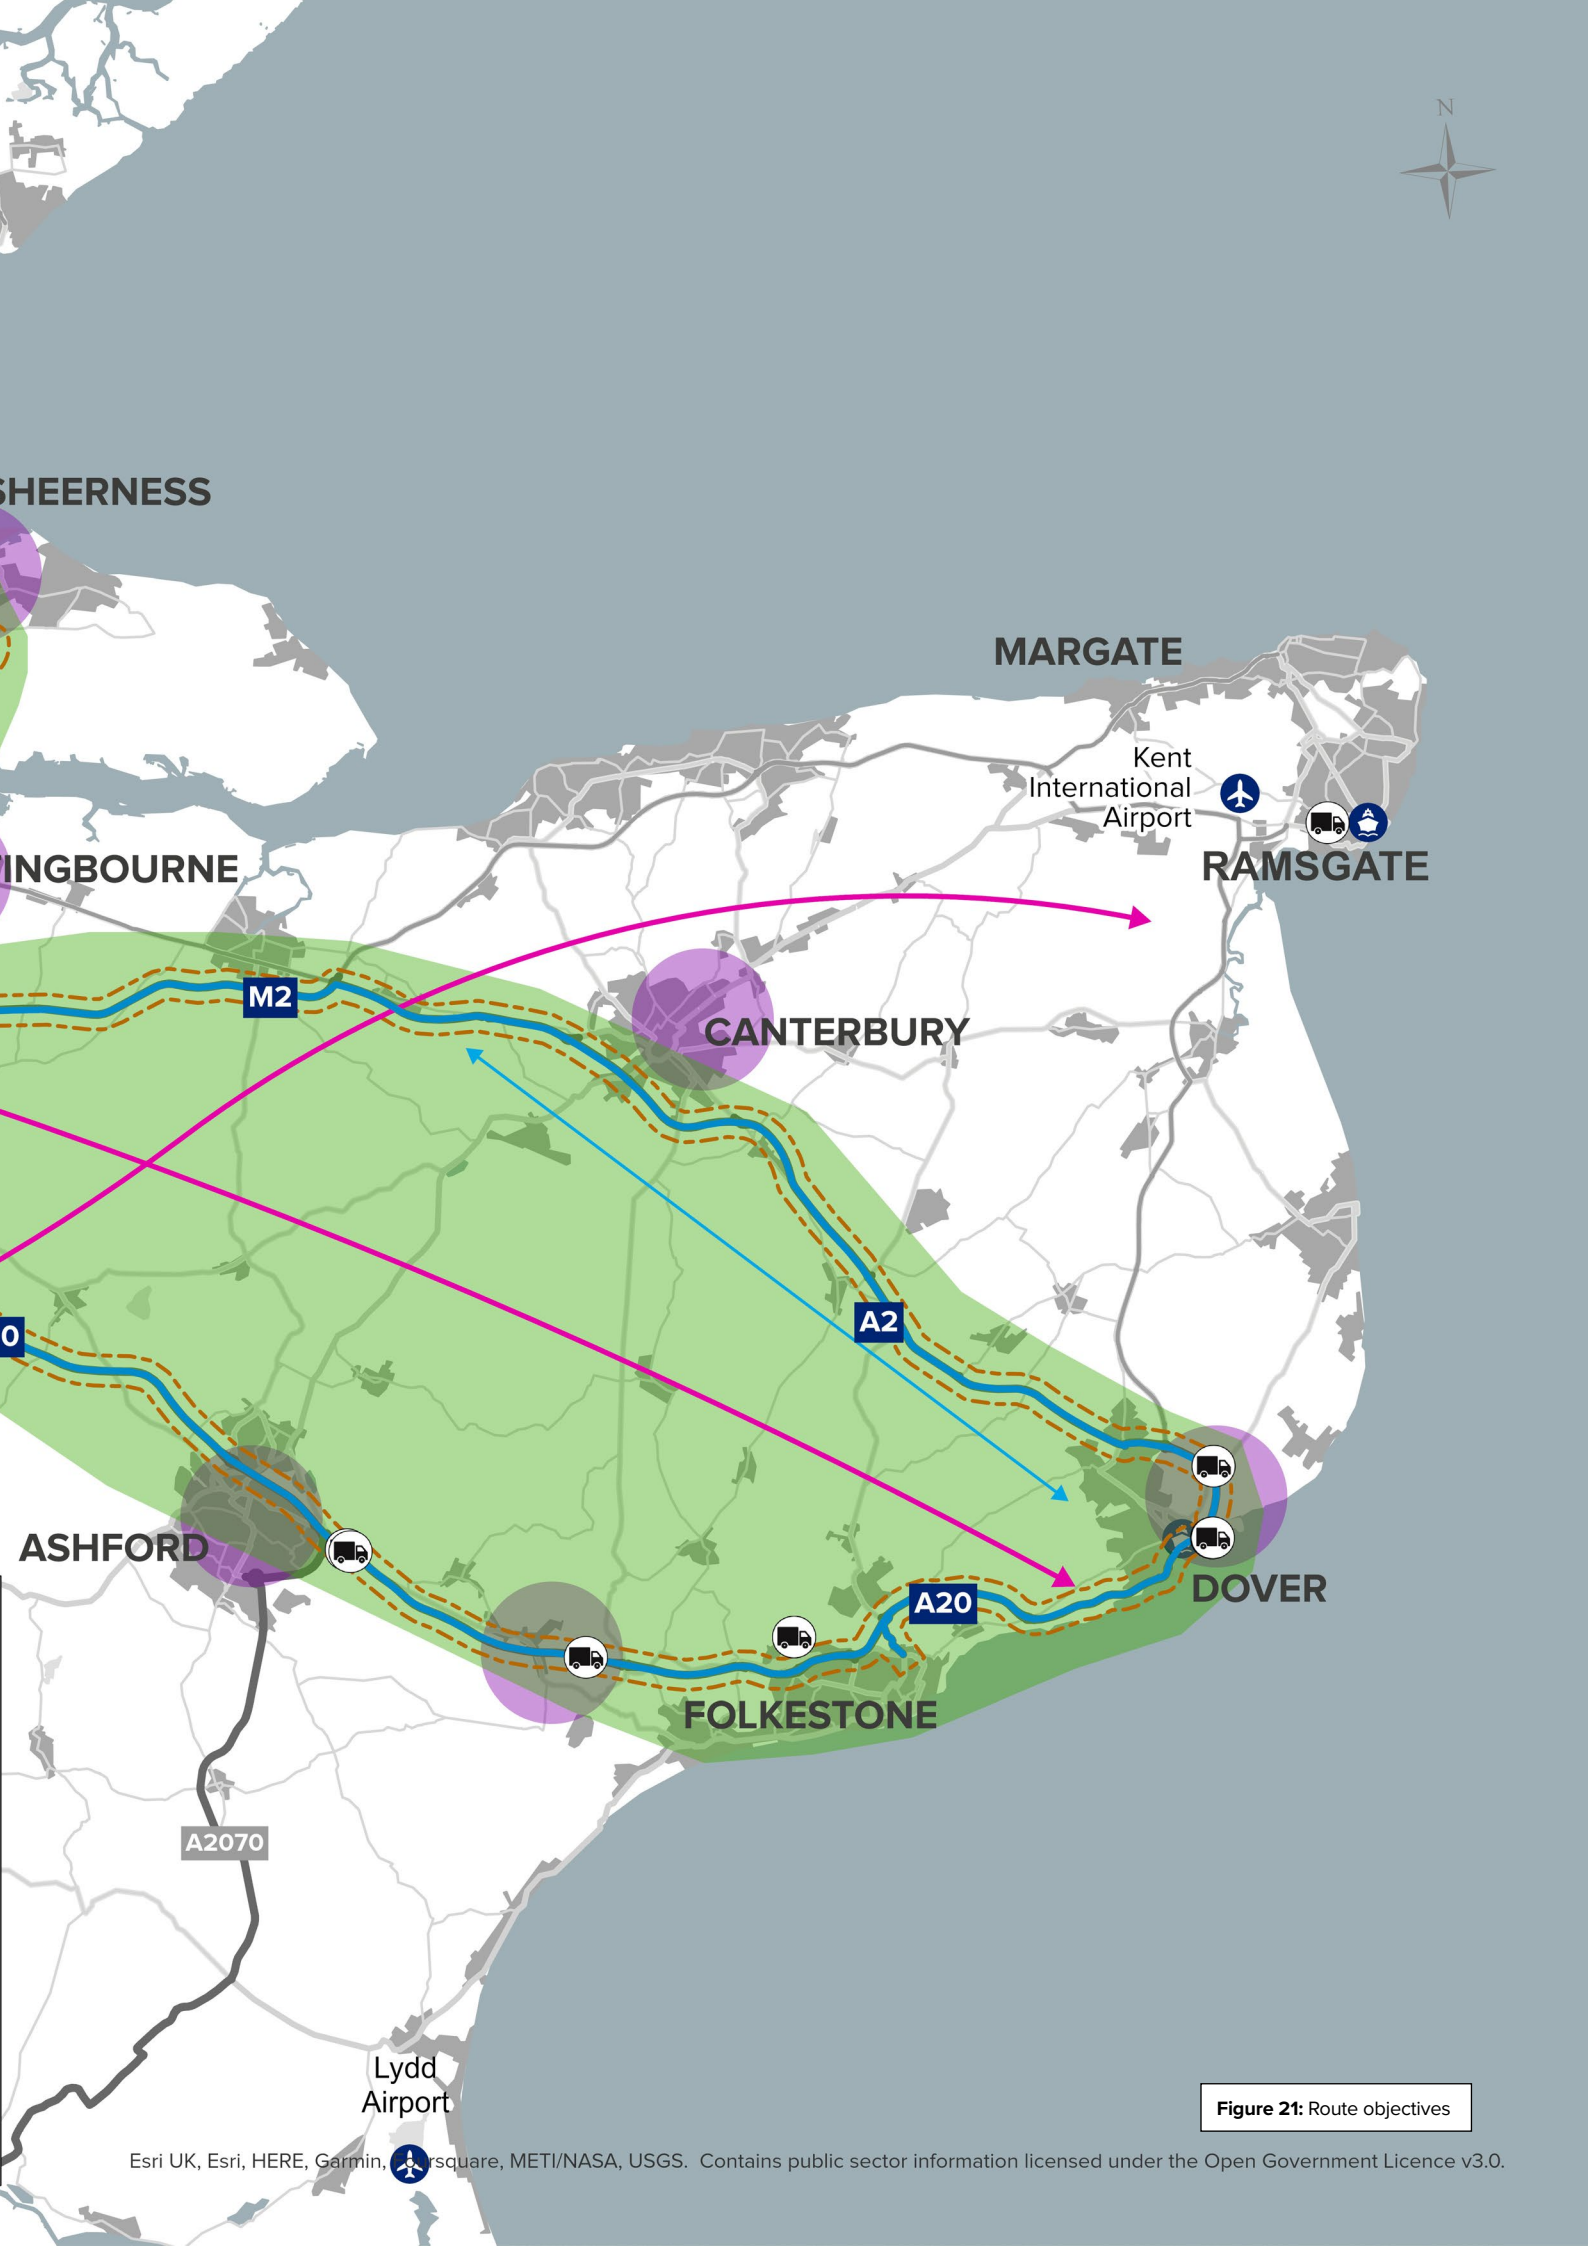 N
SHEERNESS
MARGATE
Kent
International
Airport
RAMSGATE
INGBOURNE
M2
CANTERBURY
A2
0
ASHFORD
DOVER
A20
FOLKESTONE
A2070
Lydd
Airport
Figure 21: Route objectives
Esri UK, Esri, HERE, Garmin, Foursquare, METI/NASA, USGS. Contains public sector information licensed under the Open Government Licence v3.0.